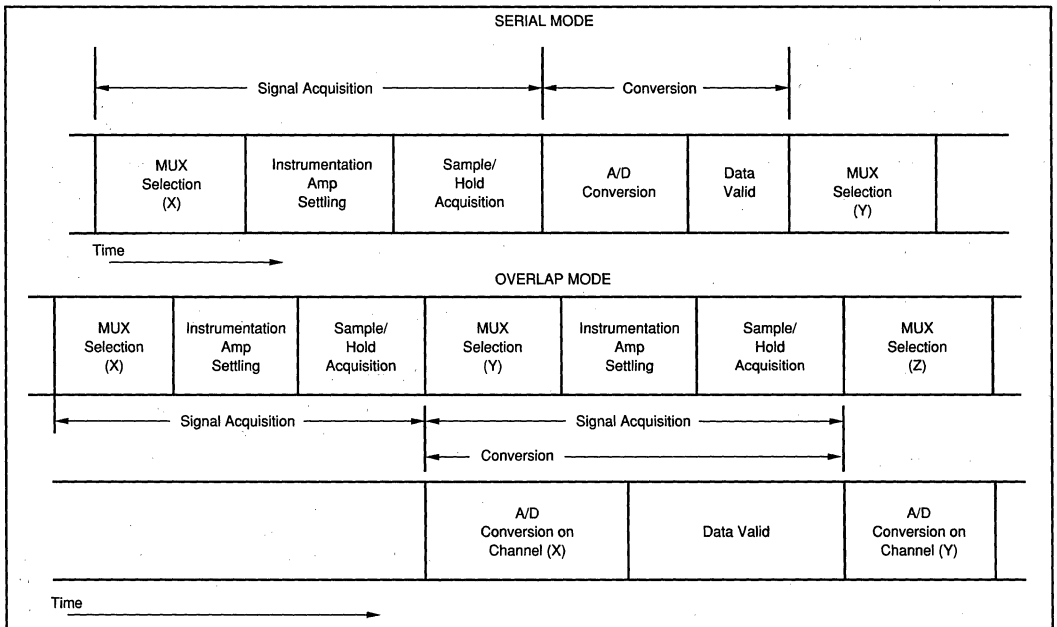 SERIAL MODE
Signal Acquisition
Conversion
MUX
Selection
(X)
Instrumentation
Amp
Settling
Sample/
Hold
Acquisition
A/D
Conversion
Data
Valid
MUX
Selection
(Y)
Time
OVERLAP MODE
MUX
Selection
(X)
Instrumentation
Amp
Settling
Sample/
Hold
Acquisition
MUX
Selection
(Y)
Instrumentation
Amp
Settling
Sample/
Hold
Acquisition
MUX
Selection
(Z)
Signal Acquisition
Signal Acquisition
Conversion
A/D
Conversion on
Channel (X)
Data Valid
A/D
Conversion on
Channel (Y)
Time